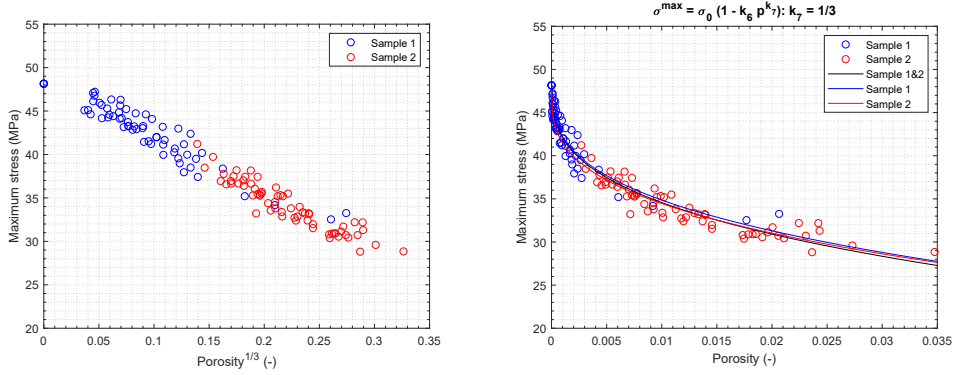 55
50
45
40
35
30
25
20
0
0.05
0.1
0.15
0.2
0.25
0.3
0.35
Maximum stress (MPa)
Porosity^1/3 (-)
Sample 1
Sample 2
σ^max = σ_0 (1 - k_6 p^k_7): k_7 = 1/3
55
50
45
40
35
30
25
20
0
0.005
0.01
0.015
0.02
0.025
0.03
0.035
Maximum stress (MPa)
Porosity (-)
Sample 1
Sample 2
Sample 1&2
Sample 1
Sample 2